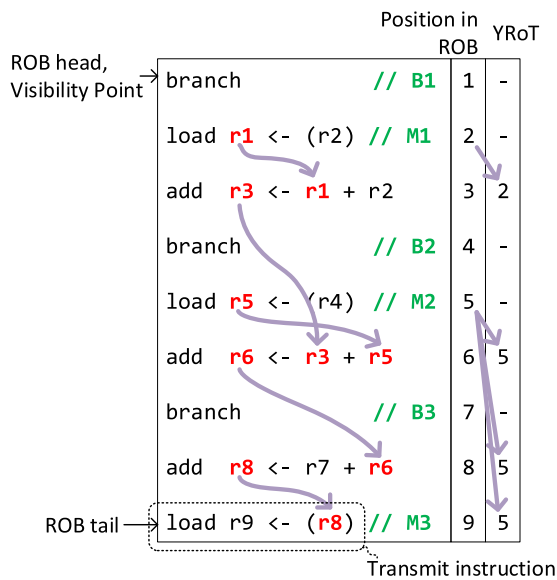 Position in ROB YRoT
ROB head, Visibility Point
branch // B1 1 -
load r1 <- (r2) // M1 2 -
add r3 <- r1 + r2 3 2
branch // B2 4 -
load r5 <- (r4) // M2 5 -
add r6 <- r3 + r5 6 5
branch // B3 7 -
add r8 <- r7 + r6 8 5
ROB tail load r9 <- (r8) // M3 9 5
Transmit instruction